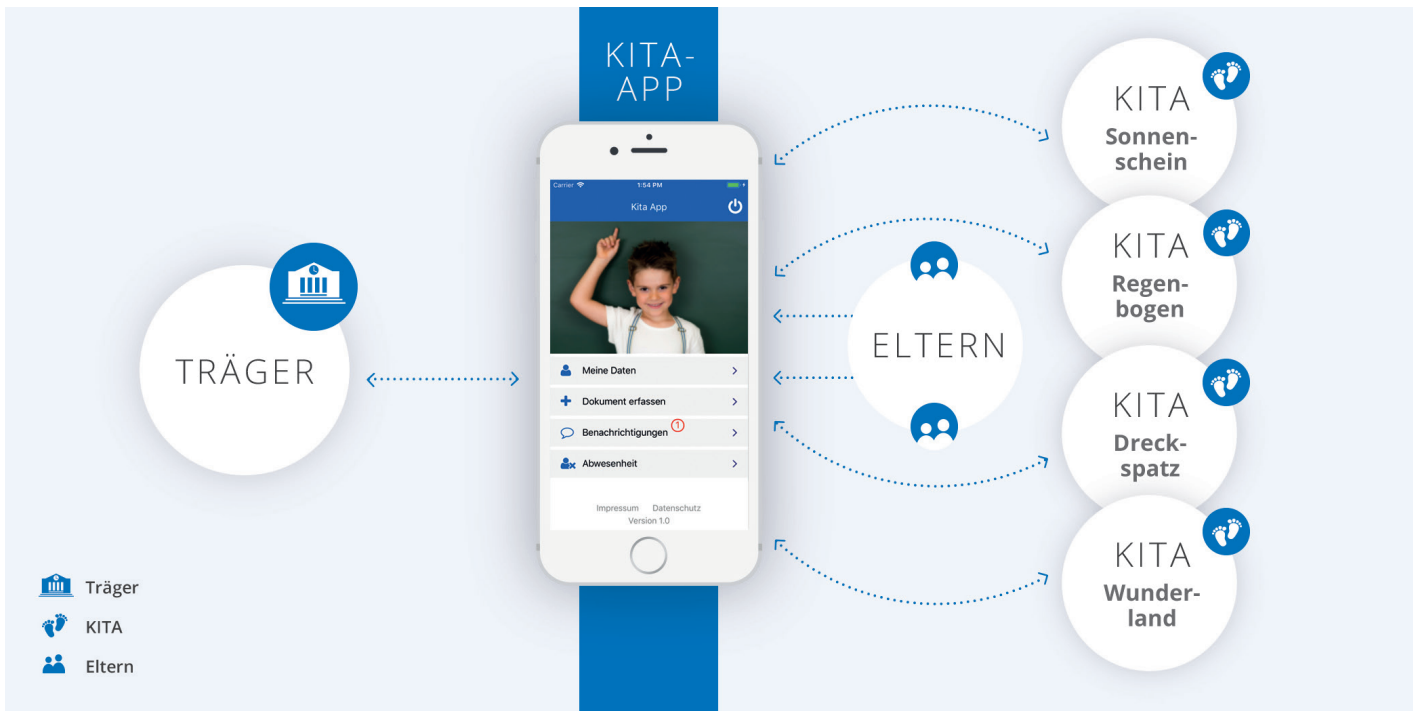 KITA-
APP
Carrier
1:54 PM
Kita App
Meine Daten
Dokument erfassen
Benachrichtigungen 1
Abwesenheit
Impressum Datenschutz
Version 1.0
TRÄGER
ELTERN
KITA
Sonnen-
schein
KITA
Regen-
bogen
KITA
Dreck-
spatz
KITA
Wunder-
land
Träger
KITA
Eltern